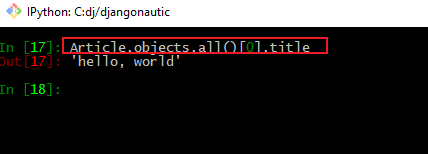 IPython: C:dj/djangonautic
In [17]: Article.objects.all()[0].title
Out[17]: 'hello, world'
In [18]: